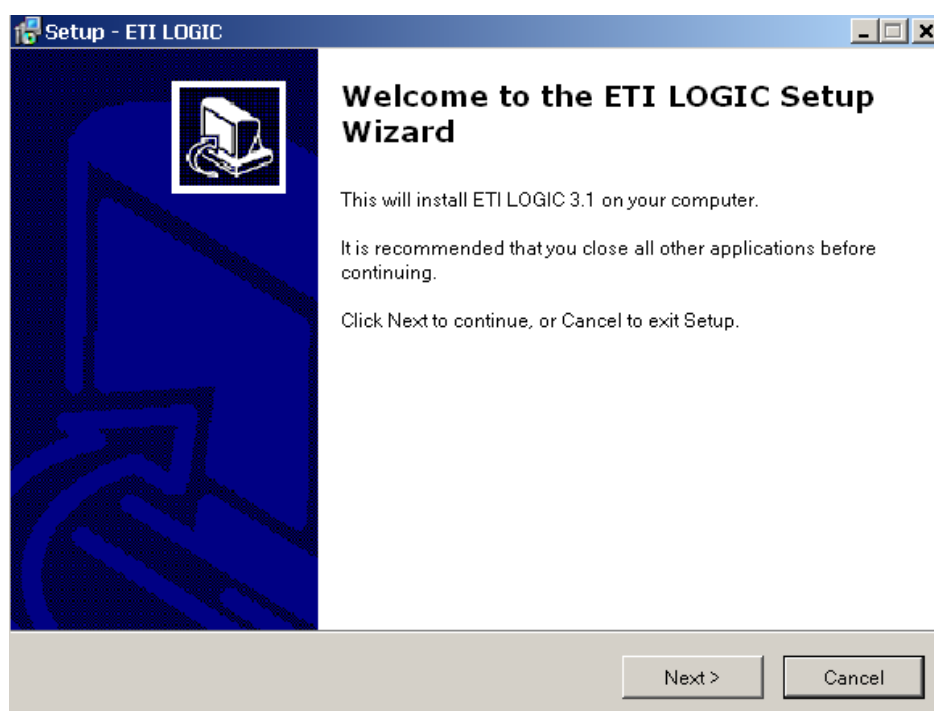 Setup - ETI LOGIC
Welcome to the ETI LOGIC Setup
Wizard
This will install ETI LOGIC 3.1 on your computer.
It is recommended that you close all other applications before
continuing.
Click Next to continue, or Cancel to exit Setup.
Next >
Cancel